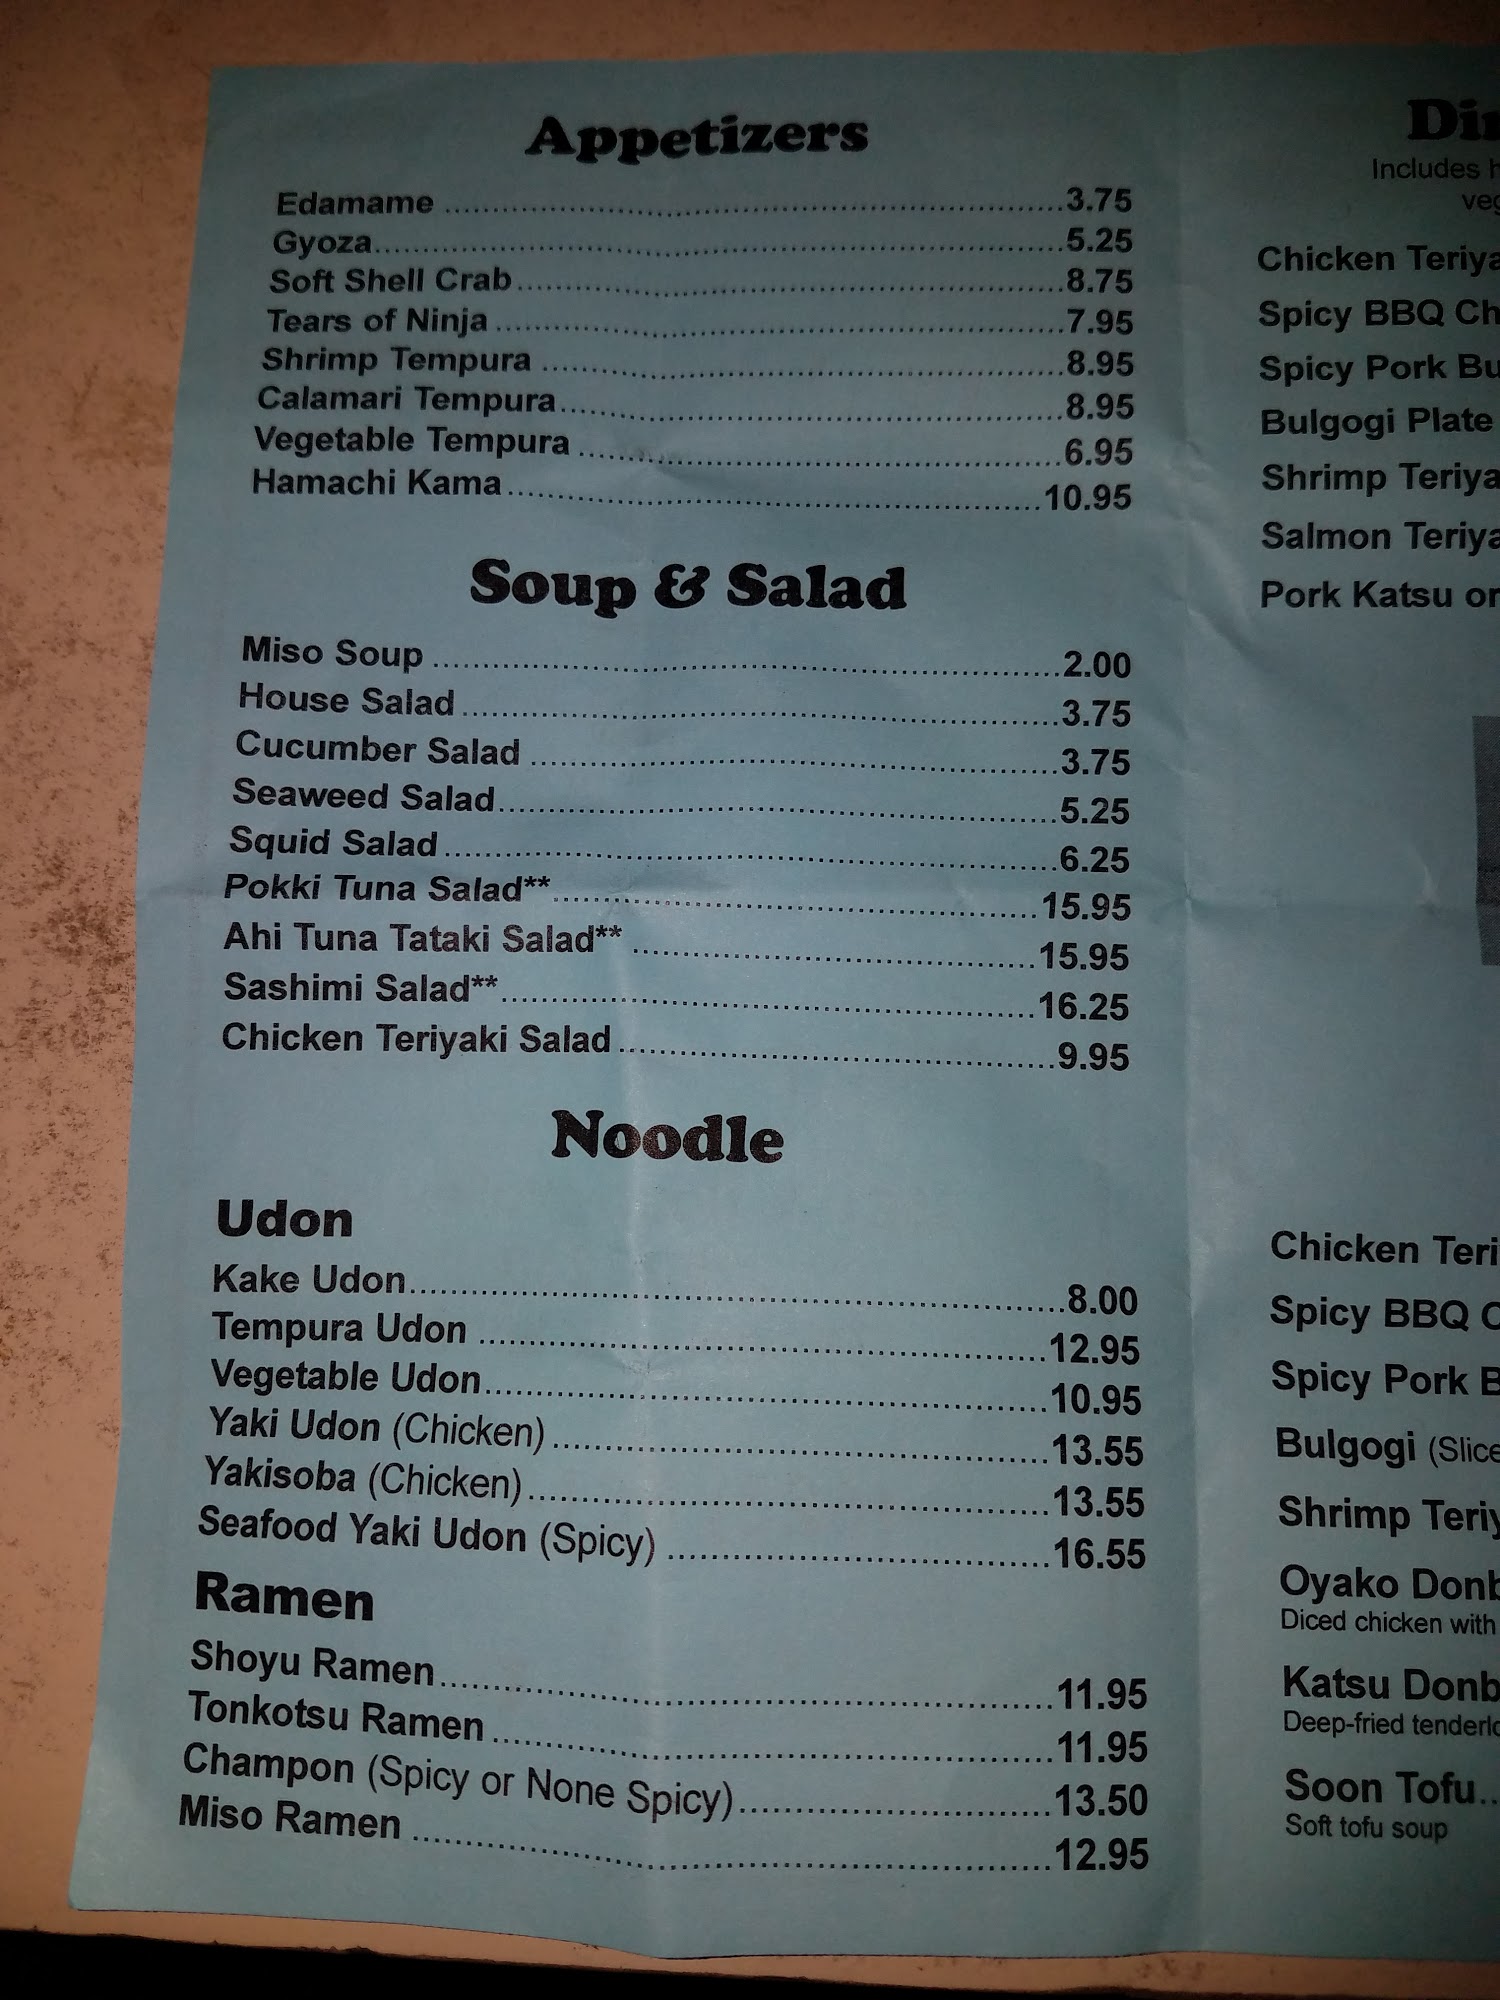 Appetizers
Edamame 3.75
Gyoza 5.25
Soft Shell Crab 8.75
Tears of Ninja 7.95
Shrimp Tempura 8.95
Calamari Tempura 8.95
Vegetable Tempura 6.95
Hamachi Kama 10.95
Soup & Salad
Miso Soup 2.00
House Salad 3.75
Cucumber Salad 3.75
Seaweed Salad 5.25
Squid Salad 6.25
Pokki Tuna Salad** 15.95
Ahi Tuna Tataki Salad** 15.95
Sashimi Salad** 16.25
Chicken Teriyaki Salad 9.95
Noodle
Udon
Kake Udon 8.00
Tempura Udon 12.95
Vegetable Udon 10.95
Yaki Udon (Chicken) 13.55
Yakisoba (Chicken) 13.55
Seafood Yaki Udon (Spicy) 16.55
Ramen
Shoyu Ramen 11.95
Tonkotsu Ramen 11.95
Champon (Spicy or None Spicy) 13.50
Miso Ramen 12.95
Includes
Chicken
Spicy BBQ
Spicy Pork
Bulgogi Plate
Shrimp
Salmon
Pork Katsu or
Chicken
Spicy BBQ
Spicy Pork
Bulgogi
Shrimp
Oyako
Diced chicken with
Katsu
Deep-fried
Soon Tofu
Soft tofu soup